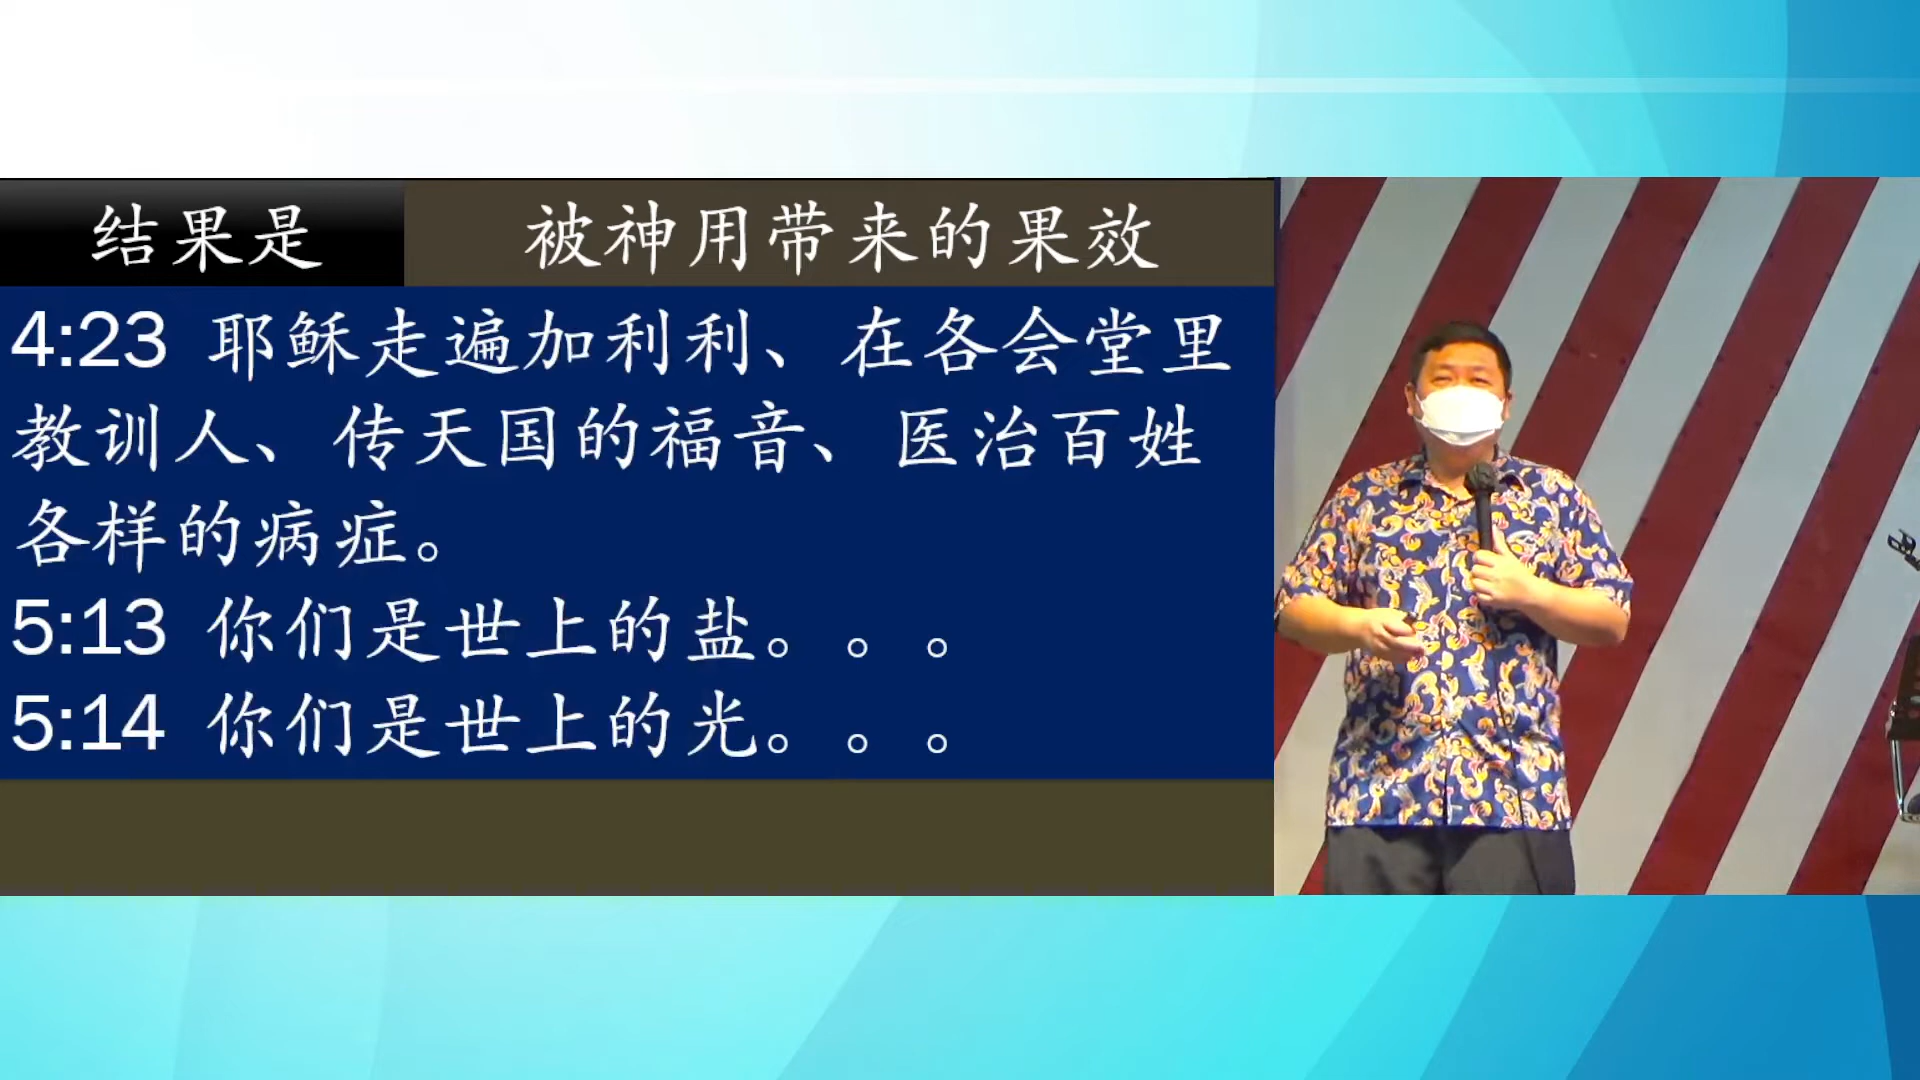 结果是
被神用带来的果效
4:23 耶稣走遍加利利、在各会堂里
教训人、传天国的福音、医治百姓
各样的病症。
5:13 你们是世上的盐。。。
5:14 你们是世上的光。。。